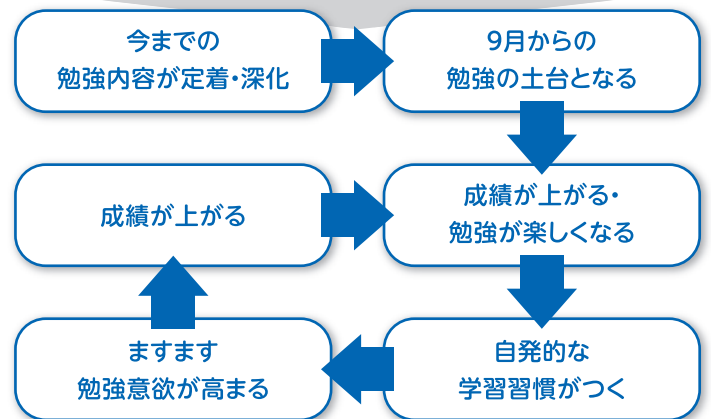 今までの
勉強内容が定着・深化
9月からの
勉強の土台となる
成績が上がる・
勉強が楽しくなる
自発的な
学習習慣がつく
ますます
勉強意欲が高まる
成績が上がる